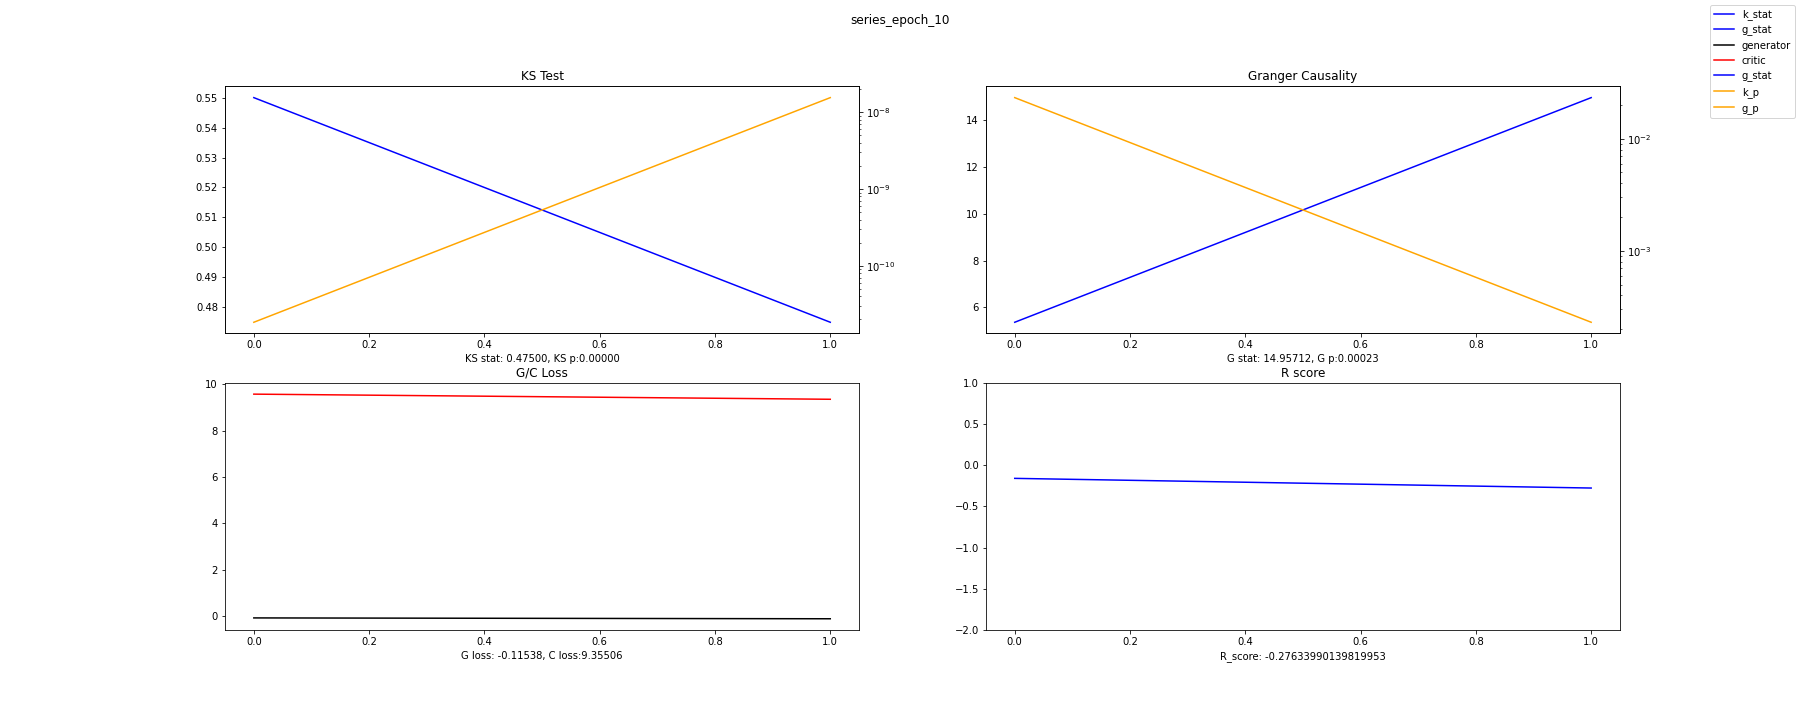 series_epoch_10
k_stat
g_stat
generator
critic
g_stat
k_p
g_p
KS Test
0.55
0.54
0.53
0.52
0.51
0.50
0.49
0.48
10⁻⁸
10⁻⁹
10⁻¹⁰
0.0 0.2 0.4 0.6 0.8 1.0
KS stat: 0.47500, KS p:0.00000
Granger Causality
14
12
10
8
6
10⁻²
10⁻³
0.0 0.2 0.4 0.6 0.8 1.0
G stat: 14.95712, G p:0.00023
G/C Loss
10
8
6
4
2
0
0.0 0.2 0.4 0.6 0.8 1.0
G loss: -0.11538, C loss:9.35506
R score
1.0
0.5
0.0
−0.5
−1.0
−1.5
−2.0
0.0 0.2 0.4 0.6 0.8 1.0
R_score: -0.27633990139819953